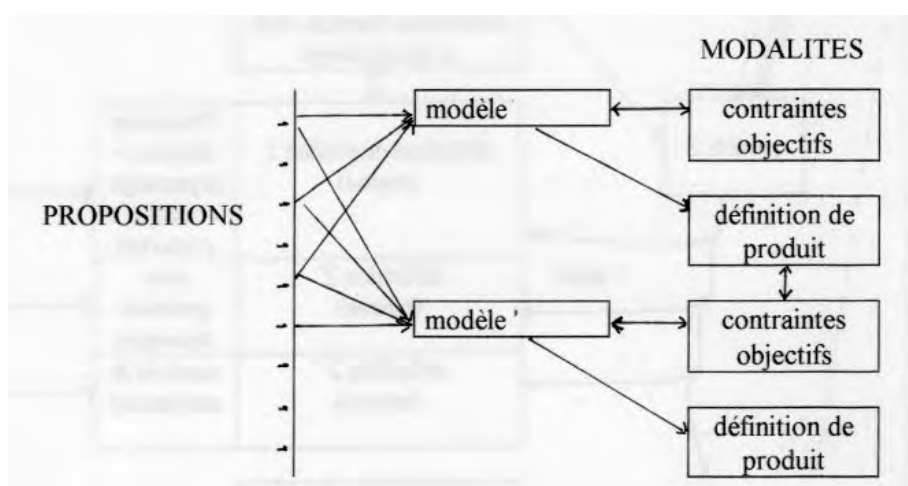 MODALITES
modèle
contraintes
objectifs
PROPOSITIONS
définition de
produit
modèle
contraintes
objectifs
définition de
produit